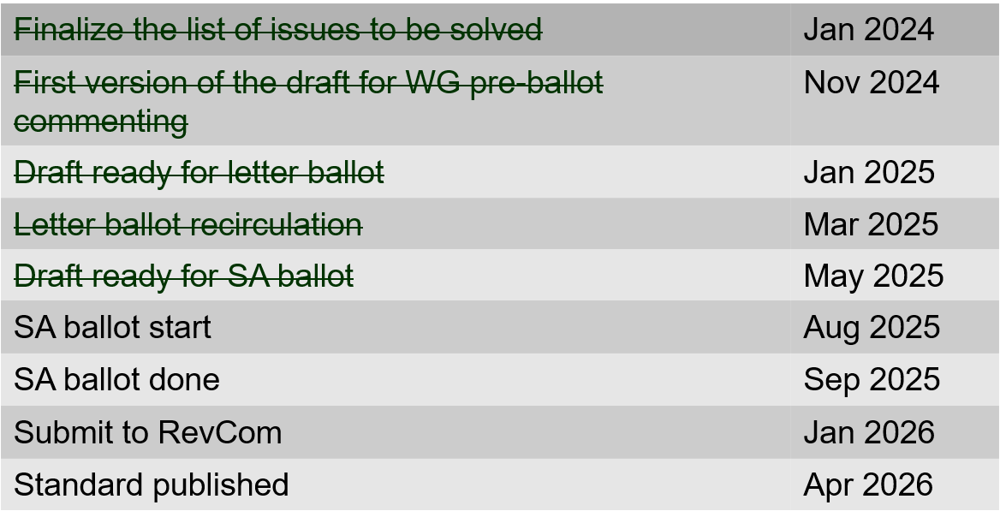 Finalize the list of issues to be solved Jan 2024
First version of the draft for WG pre-ballot Nov 2024
commenting
Draft ready for letter ballot Jan 2025
Letter ballot recirculation Mar 2025
Draft ready for SA ballot May 2025
SA ballot start Aug 2025
SA ballot done Sep 2025
Submit to RevCom Jan 2026
Standard published Apr 2026